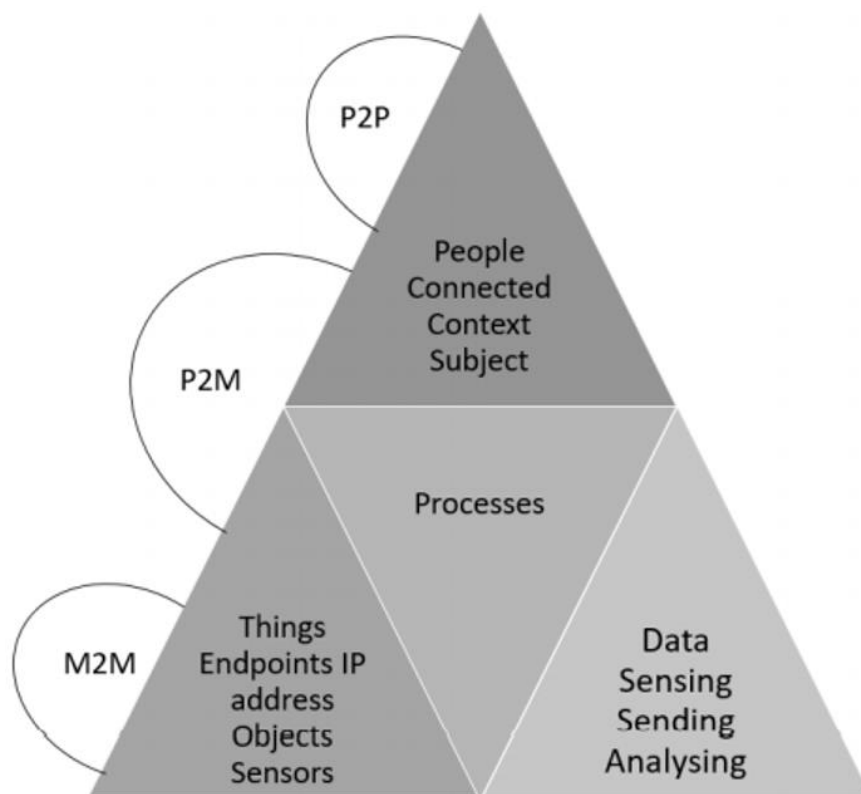 P2P
People
Connected
Context
Subject
P2M
Processes
M2M
Things
Endpoints IP
address
Objects
Sensors
Data
Sensing
Sending
Analysing